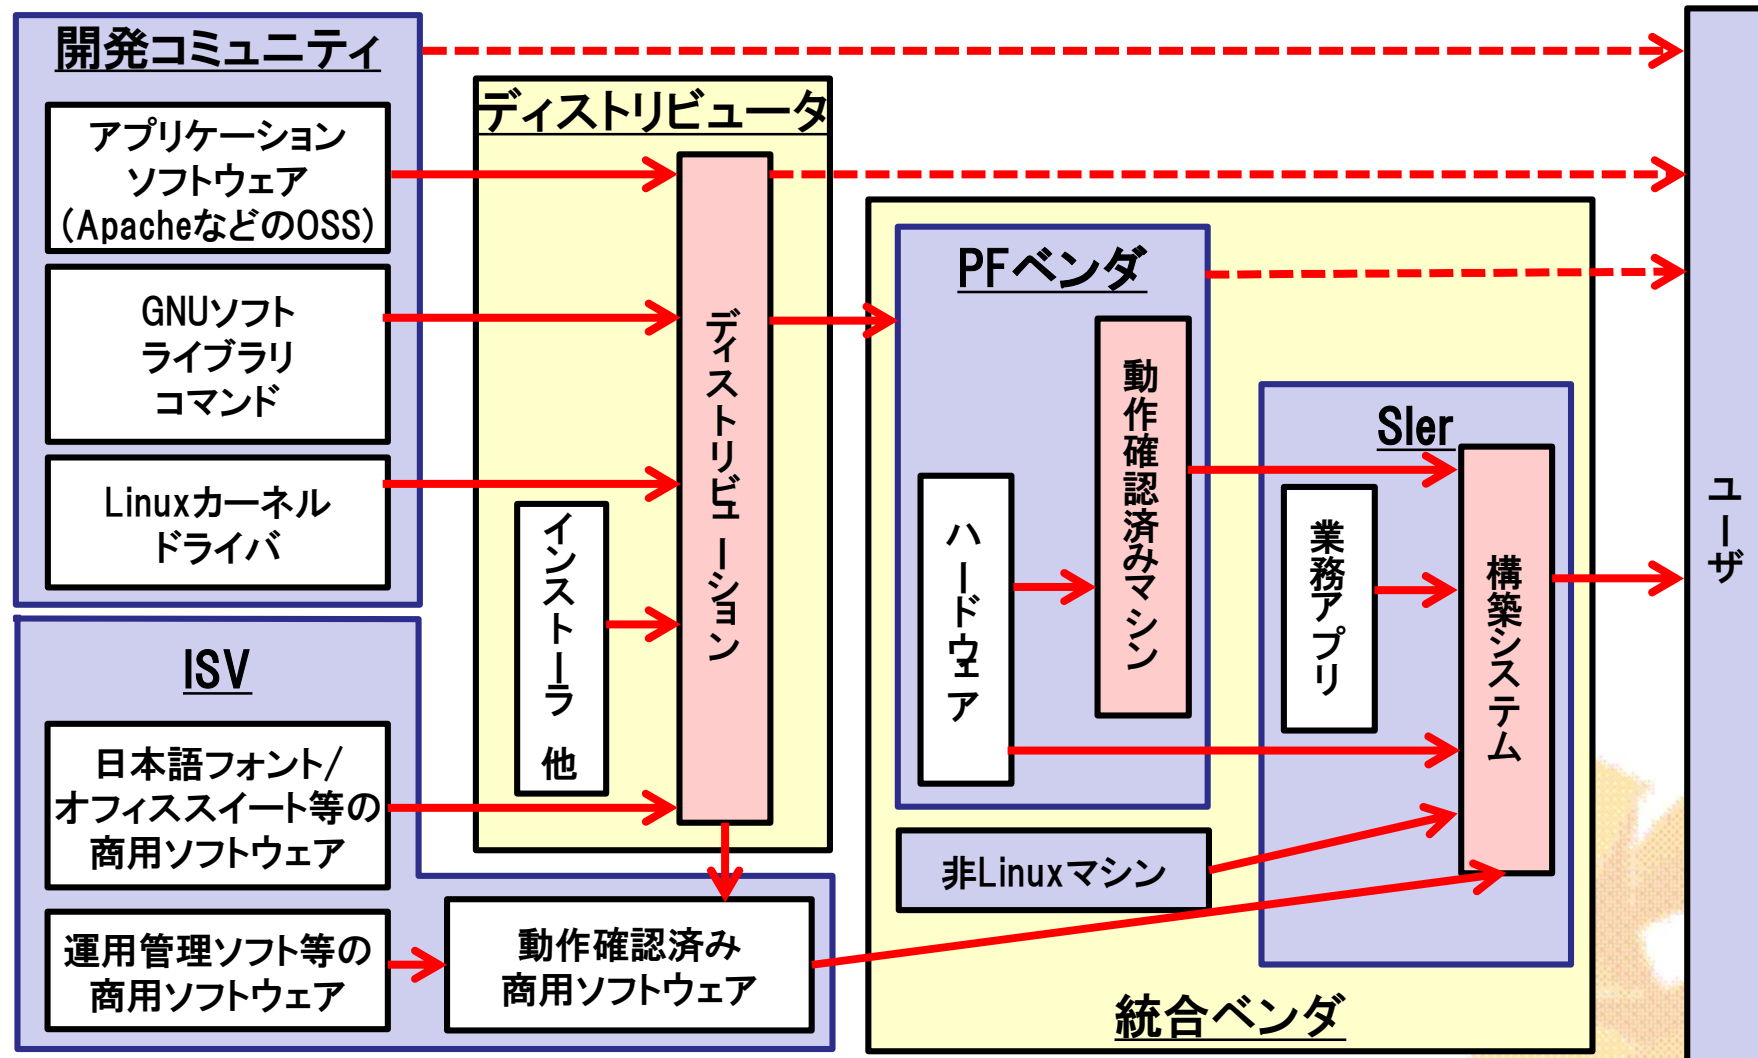 開発コミュニティ
アプリケーション
ソフトウェア
(ApacheなどのOSS)
GNUソフト
ライブラリ
コマンド
Linuxカーネル
ドライバ
ISV
日本語フォント/
オフィススイート等の
商用ソフトウェア
運用管理ソフト等の
商用ソフトウェア
動作確認済み
商用ソフトウェア
ディストリビュータ
インストーラ 他
ディストリビューション
PFベンダ
ハードウェア
動作確認済みマシン
非Linuxマシン
SIer
業務アプリ
構築システム
統合ベンダ
ユーザ